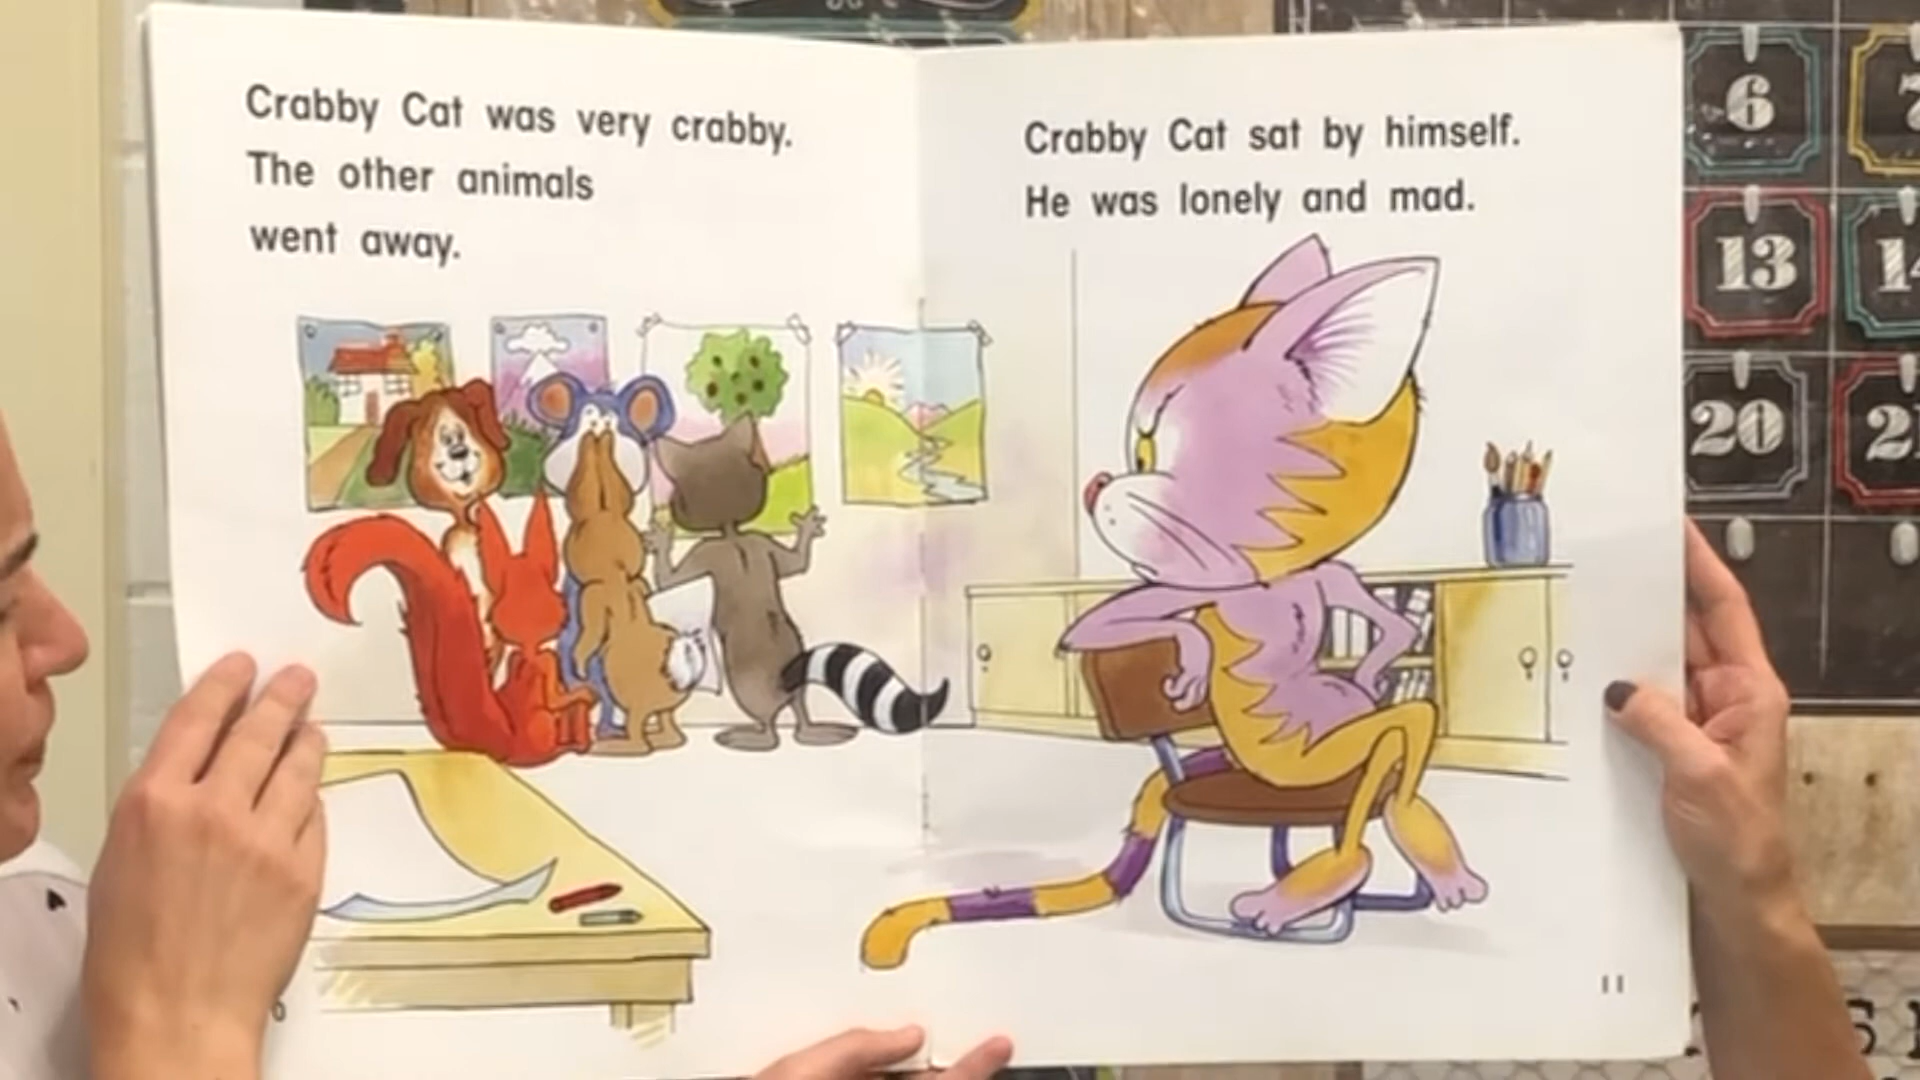 Crabby Cat was very crabby.
The other animals
went away.
Crabby Cat sat by himself.
He was lonely and mad.
11
6
13
20